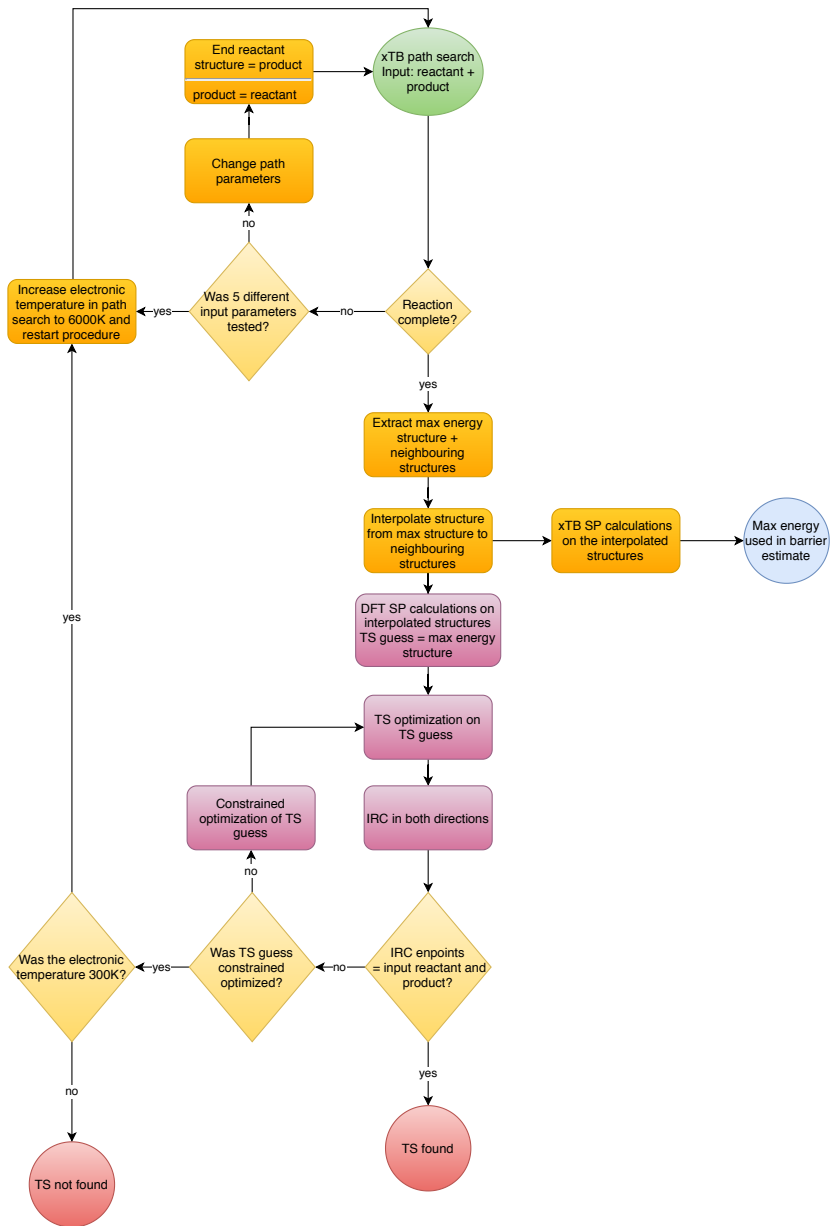 xTB path search
Input: reactant +
product
End reactant
structure = product
product = reactant
Change path
parameters
no
Increase electronic
temperature in path
search to 6000K and
restart procedure
yes
Was 5 different
input parameters
tested?
no
Reaction
complete?
yes
Extract max energy
structure +
neighbouring
structures
Interpolate structure
from max structure to
neighbouring
structures
xTB SP calculations
on the interpolated
structures
Max energy
used in barrier
estimate
DFT SP calculations on
interpolated structures
TS guess = max energy
structure
yes
TS optimization on
TS guess
Constrained
optimization of TS
guess
IRC in both directions
no
Was the electronic
temperature 300K?
yes
Was TS guess
constrained
optimized?
no
IRC enpoints
= input reactant and
product?
no
yes
TS not found
TS found